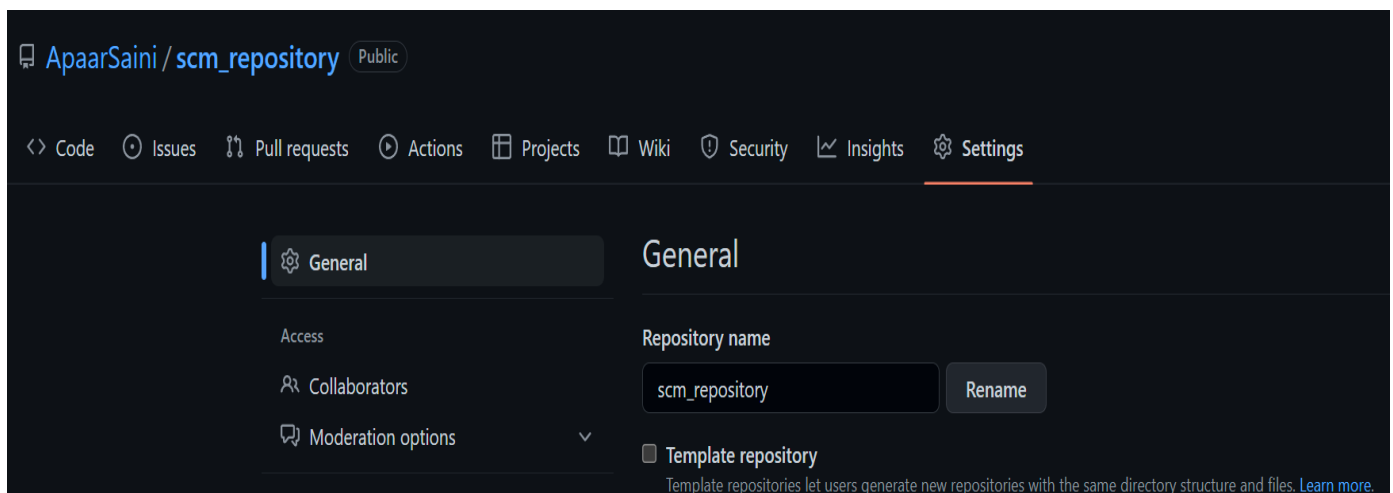 ApaarSaini / scm_repository Public
Code Issues Pull requests Actions Projects Wiki Security Insights Settings
General
Access
Collaborators
Moderation options
General
Repository name
scm_repository Rename
Template repository
Template repositories let users generate new repositories with the same directory structure and files. Learn more.